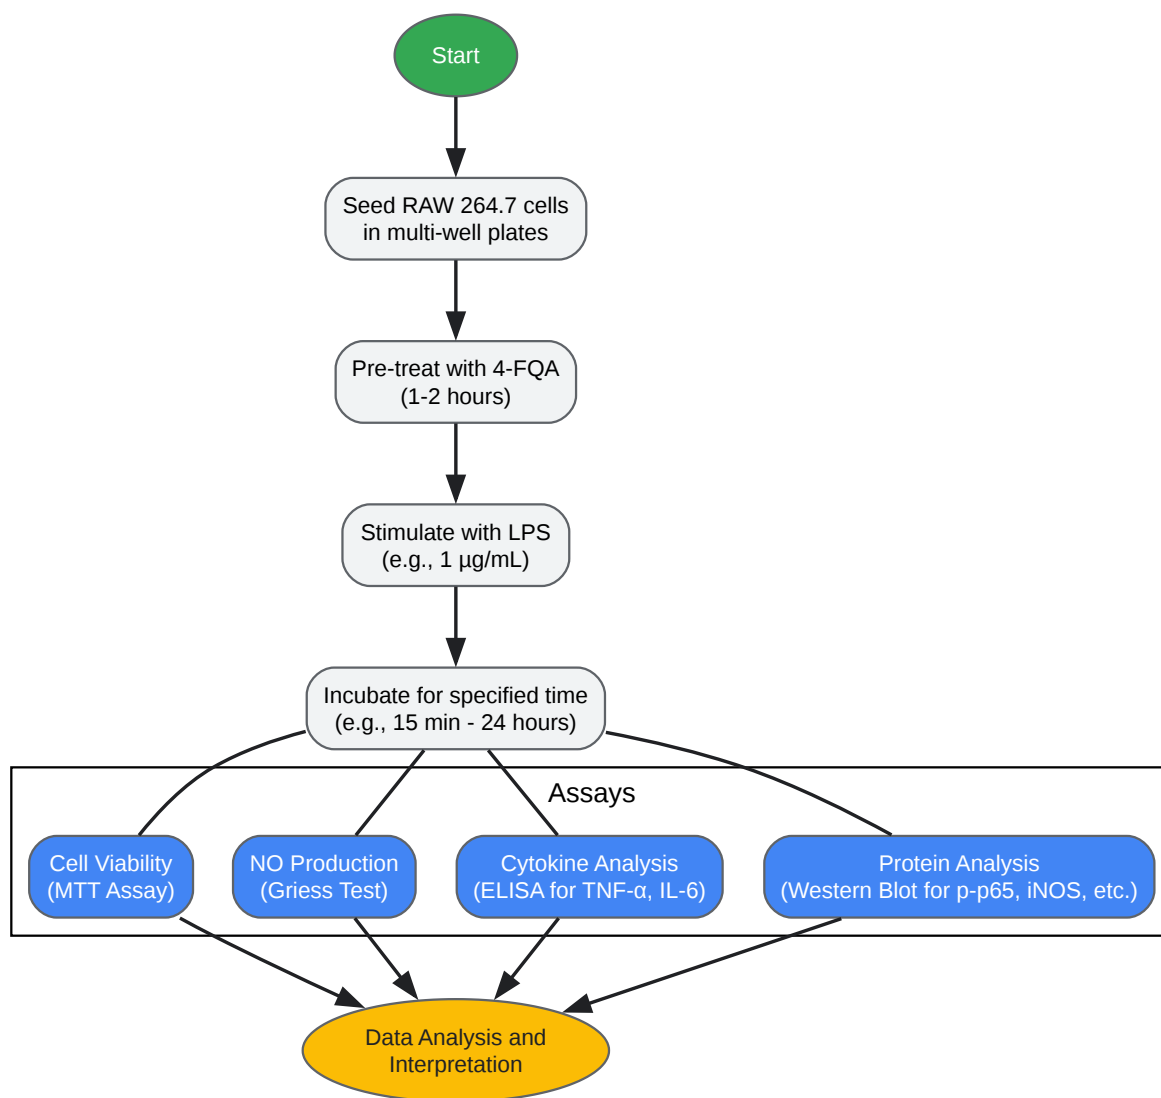 Start
Seed RAW 264.7 cells
in multi-well plates
Pre-treat with 4-FQA
(1-2 hours)
Stimulate with LPS
(e.g., 1 µg/mL)
Incubate for specified time
(e.g., 15 min - 24 hours)
Assays
Cell Viability
(MTT Assay)
NO Production
(Griess Test)
Cytokine Analysis
(ELISA for TNF-α, IL-6)
Protein Analysis
(Western Blot for p-p65, iNOS, etc.)
Data Analysis and
Interpretation